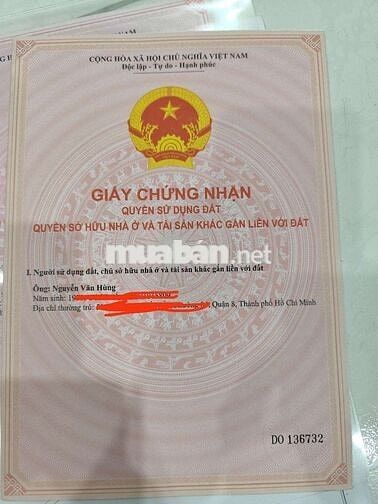 CỘNG HÒA XÃ HỘI CHỦ NGHĨA VIỆT NAM
Độc lập - Tự do - Hạnh phúc
GIẤY CHỨNG NHẬN
QUYỀN SỬ DỤNG ĐẤT
QUYỀN SỞ HỮU NHÀ Ở VÀ TÀI SẢN KHÁC GẮN LIỀN VỚI ĐẤT
muaban.net
I. Người sử dụng đất, chủ sở hữu nhà ở và tài sản khác gắn liền với đất
Ông: Nguyễn Văn Hùng
Năm sinh: 19
Địa chỉ thường trú: Quận 8, Thành phố Hồ Chí Minh
DO 136732